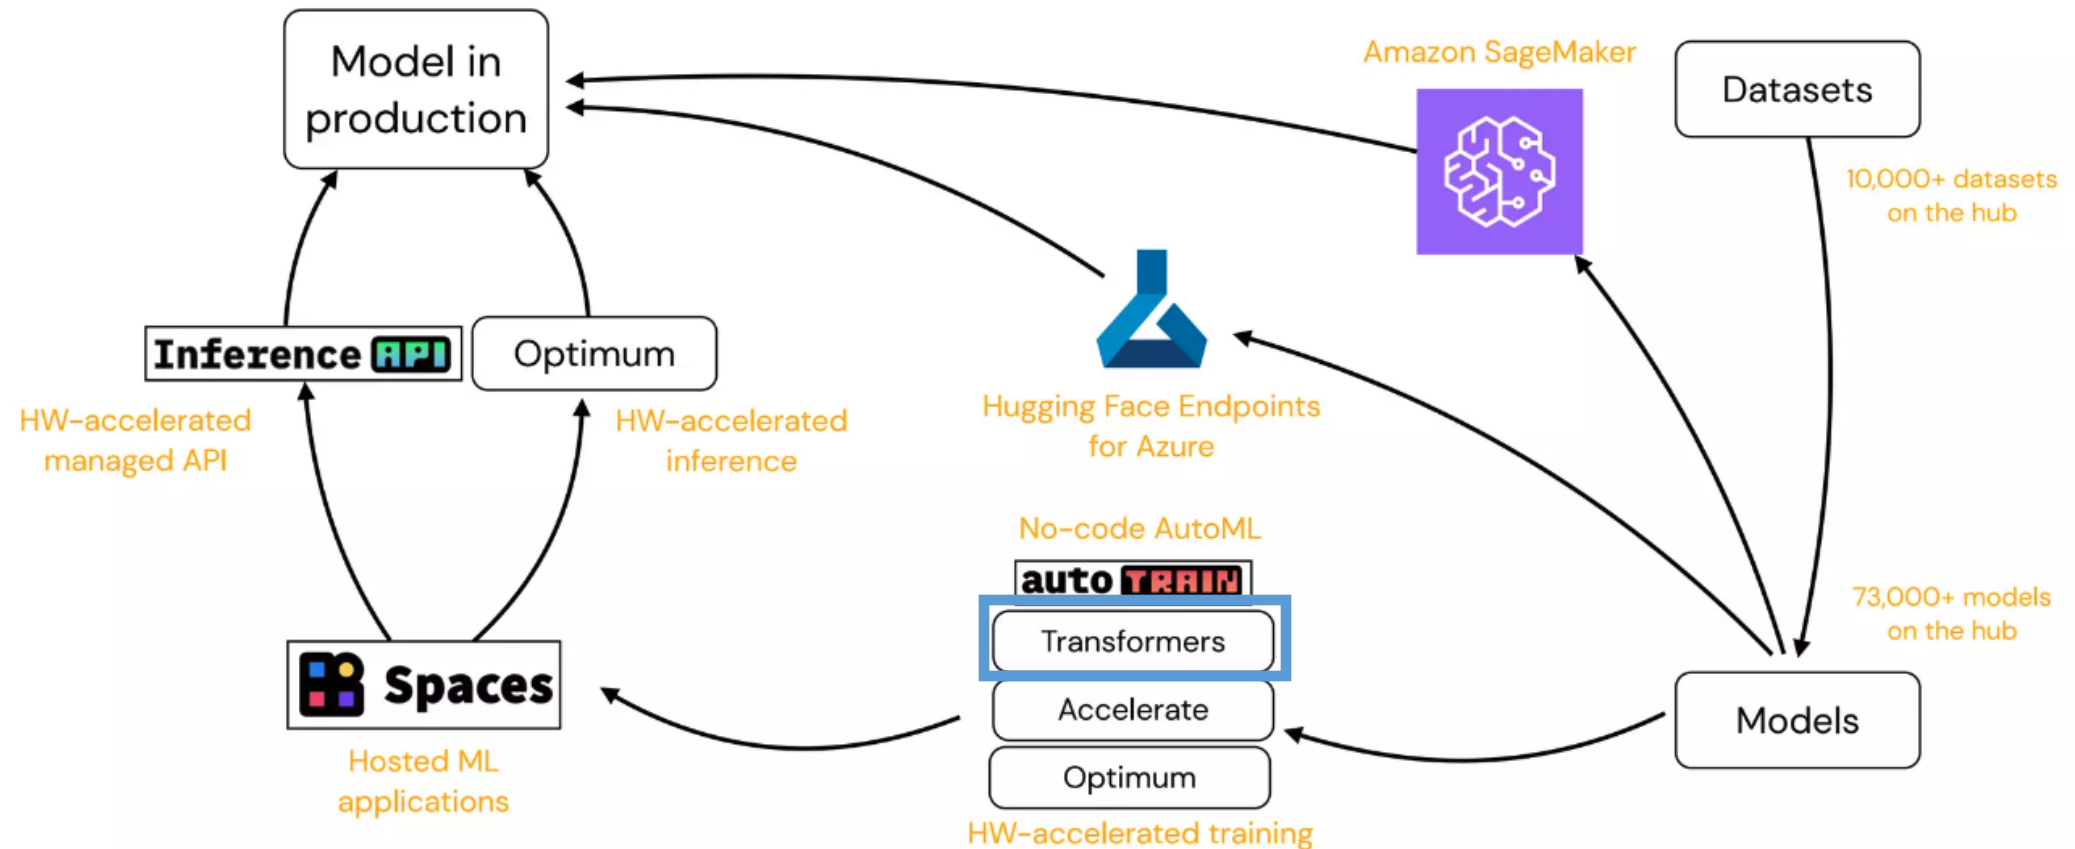 Model in
production
Amazon SageMaker
Datasets
10,000+ datasets
on the hub
Inference API
Optimum
HW-accelerated
managed API
HW-accelerated
inference
Hugging Face Endpoints
for Azure
No-code AutoML
auto TRAIN
Transformers
Accelerate
Optimum
HW-accelerated training
73,000+ models
on the hub
Models
Spaces
Hosted ML
applications